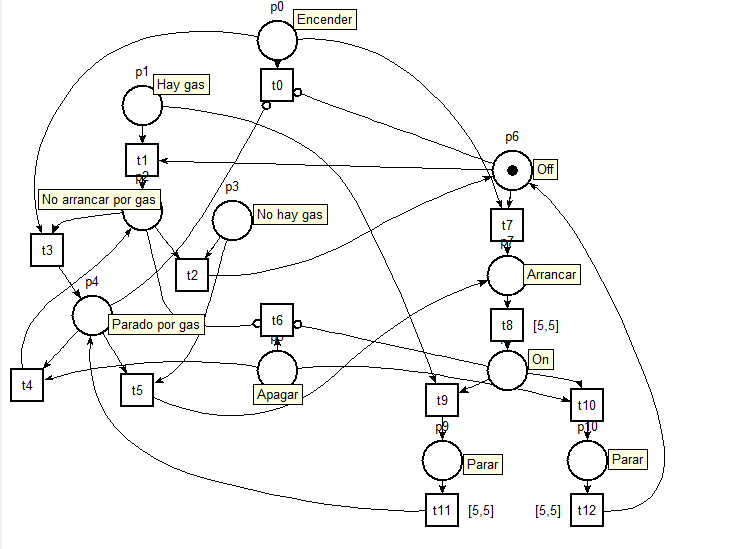 p0
Encender
p1
Hay gas
t0
p6
Off
t1
No arrancar por gas
p3
No hay gas
t3
t7
p7
t2
Arrancar
p4
Parado por gas
t6
t8
[5,5]
On
t4
t5
Apagar
t9
t10
p9
p10
Parar
Parar
t11
[5,5]
[5,5]
t12